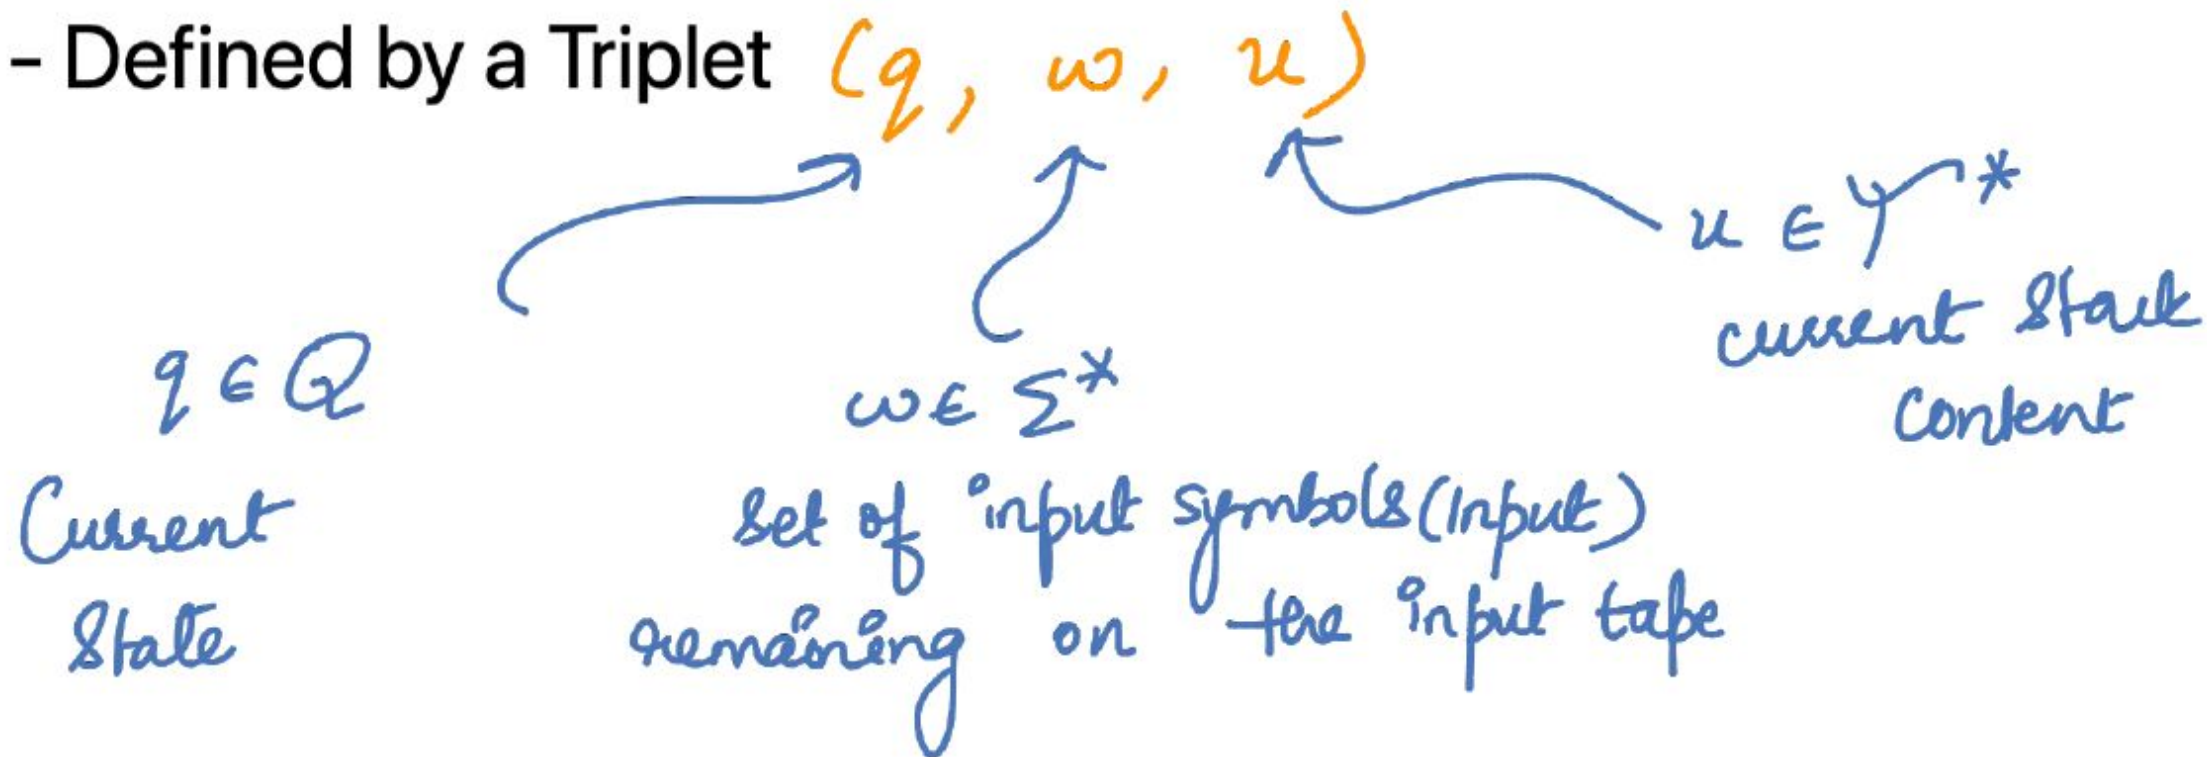 - Defined by a Triplet (q, w, u)
u ∈ Γ*
current Stack
Content
q ∈ Q
Current
State
w ∈ Σ*
set of input symbols (Input)
remaining on the input tape